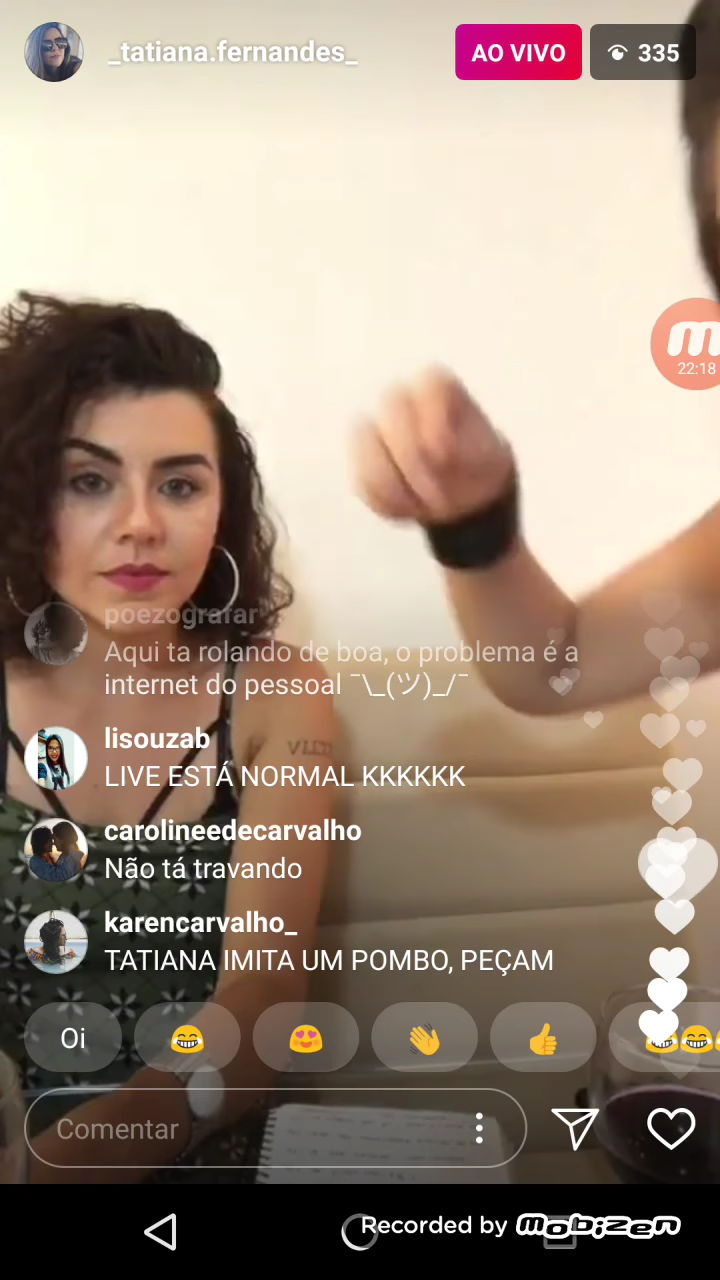 _tatiana.fernandes_
AO VIVO
335
m
22:18
poezografar
Aqui ta rolando de boa, o problema é a
internet do pessoal ¯\_(ツ)_/¯
lisouzab
LIVE ESTÁ NORMAL KKKKKK
carolineedecarvalho
Não tá travando
karencarvalho_
TATIANA IMITA UM POMBO, PEÇAM
Oi
Comentar
Recorded by mobizen